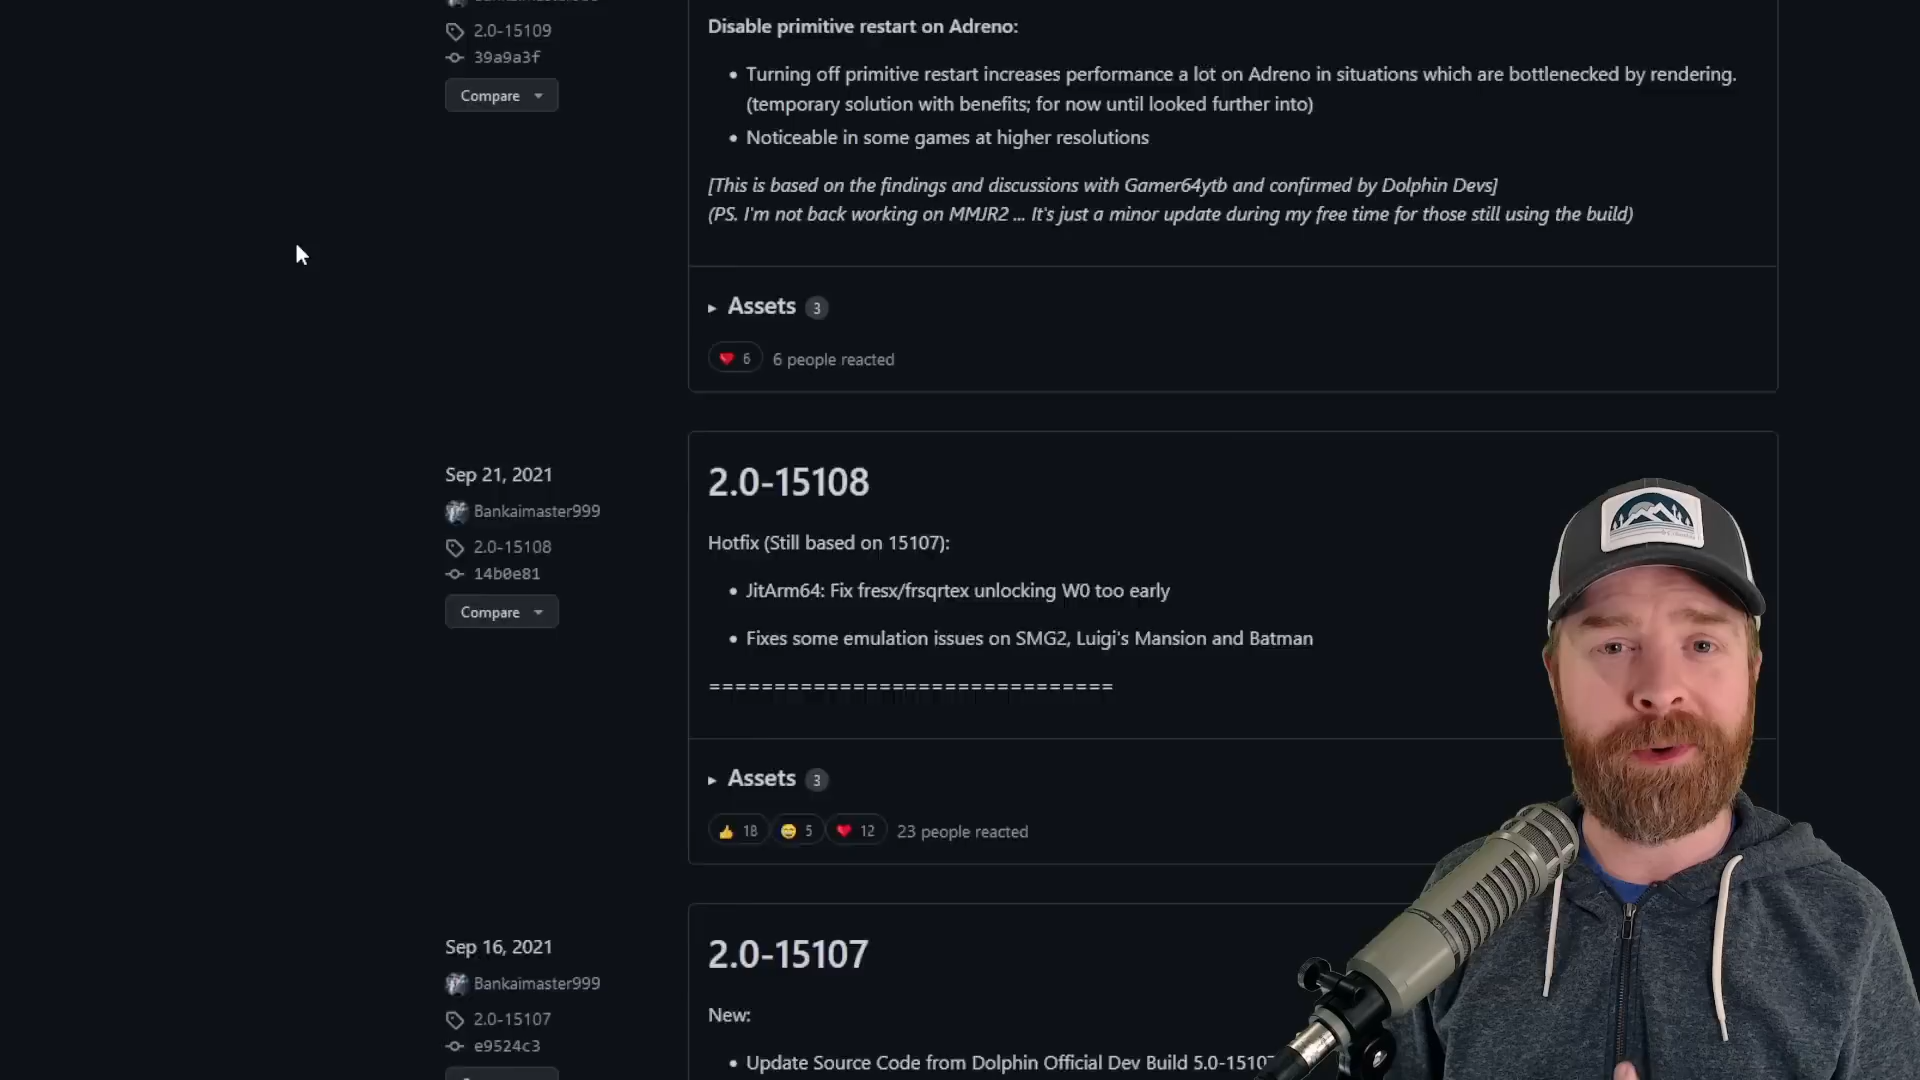 2.0-15109
39a9a3f
Compare
Disable primitive restart on Adreno:
• Turning off primitive restart increases performance a lot on Adreno in situations which are bottlenecked by rendering.
(temporary solution with benefits; for now until looked further into)
• Noticeable in some games at higher resolutions
[This is based on the findings and discussions with Gamer64ytb and confirmed by Dolphin Devs]
(PS. I'm not back working on MMJR2 ... It's just a minor update during my free time for those still using the build)
Assets 3
6 6 people reacted
Sep 21, 2021
Bankaimaster999
2.0-15108
14b0e81
Compare
2.0-15108
Hotfix (Still based on 15107):
• JitArm64: Fix fresx/frsqrtex unlocking W0 too early
• Fixes some emulation issues on SMG2, Luigi's Mansion and Batman
===============================
Assets 3
👍 18 😄 5 ❤️ 12 23 people reacted
Sep 16, 2021
Bankaimaster999
2.0-15107
e9524c3
2.0-15107
New:
• Update Source Code from Dolphin Official Dev Build 5.0-1510